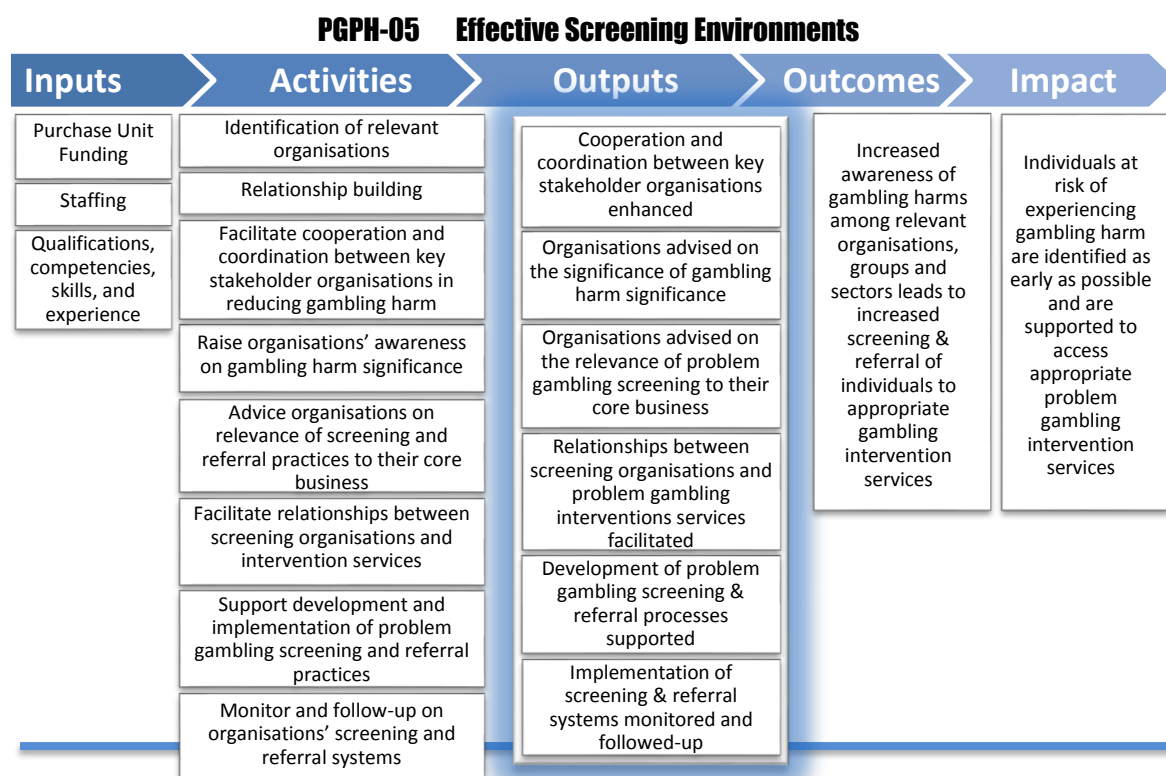 PGPH-05 Effective Screening Environments
Inputs
Activities
Outputs
Outcomes
Impact
Purchase Unit
Funding
Staffing
Qualifications,
competencies,
skills, and
experience
Identification of relevant
organisations
Relationship building
Facilitate cooperation and
coordination between key
stakeholder organisations in
reducing gambling harm
Raise organisations’ awareness
on gambling harm significance
Advice organisations on
relevance of screening and
referral practices to their core
business
Facilitate relationships between
screening organisations and
intervention services
Support development and
implementation of problem
gambling screening and referral
practices
Monitor and follow-up on
organisations’ screening and
referral systems
Cooperation and
coordination between key
stakeholder organisations
enhanced
Organisations advised on
the significance of gambling
harm significance
Organisations advised on
the relevance of problem
gambling screening to their
core business
Relationships between
screening organisations and
problem gambling
interventions services
facilitated
Development of problem
gambling screening &
referral processes
supported
Implementation of
screening & referral
systems monitored and
followed-up
Increased
awareness of
gambling harms
among relevant
organisations,
groups and
sectors leads to
increased
screening &
referral of
individuals to
appropriate
gambling
intervention
services
Individuals at
risk of
experiencing
gambling harm
are identified as
early as possible
and are
supported to
access
appropriate
problem
gambling
intervention
services